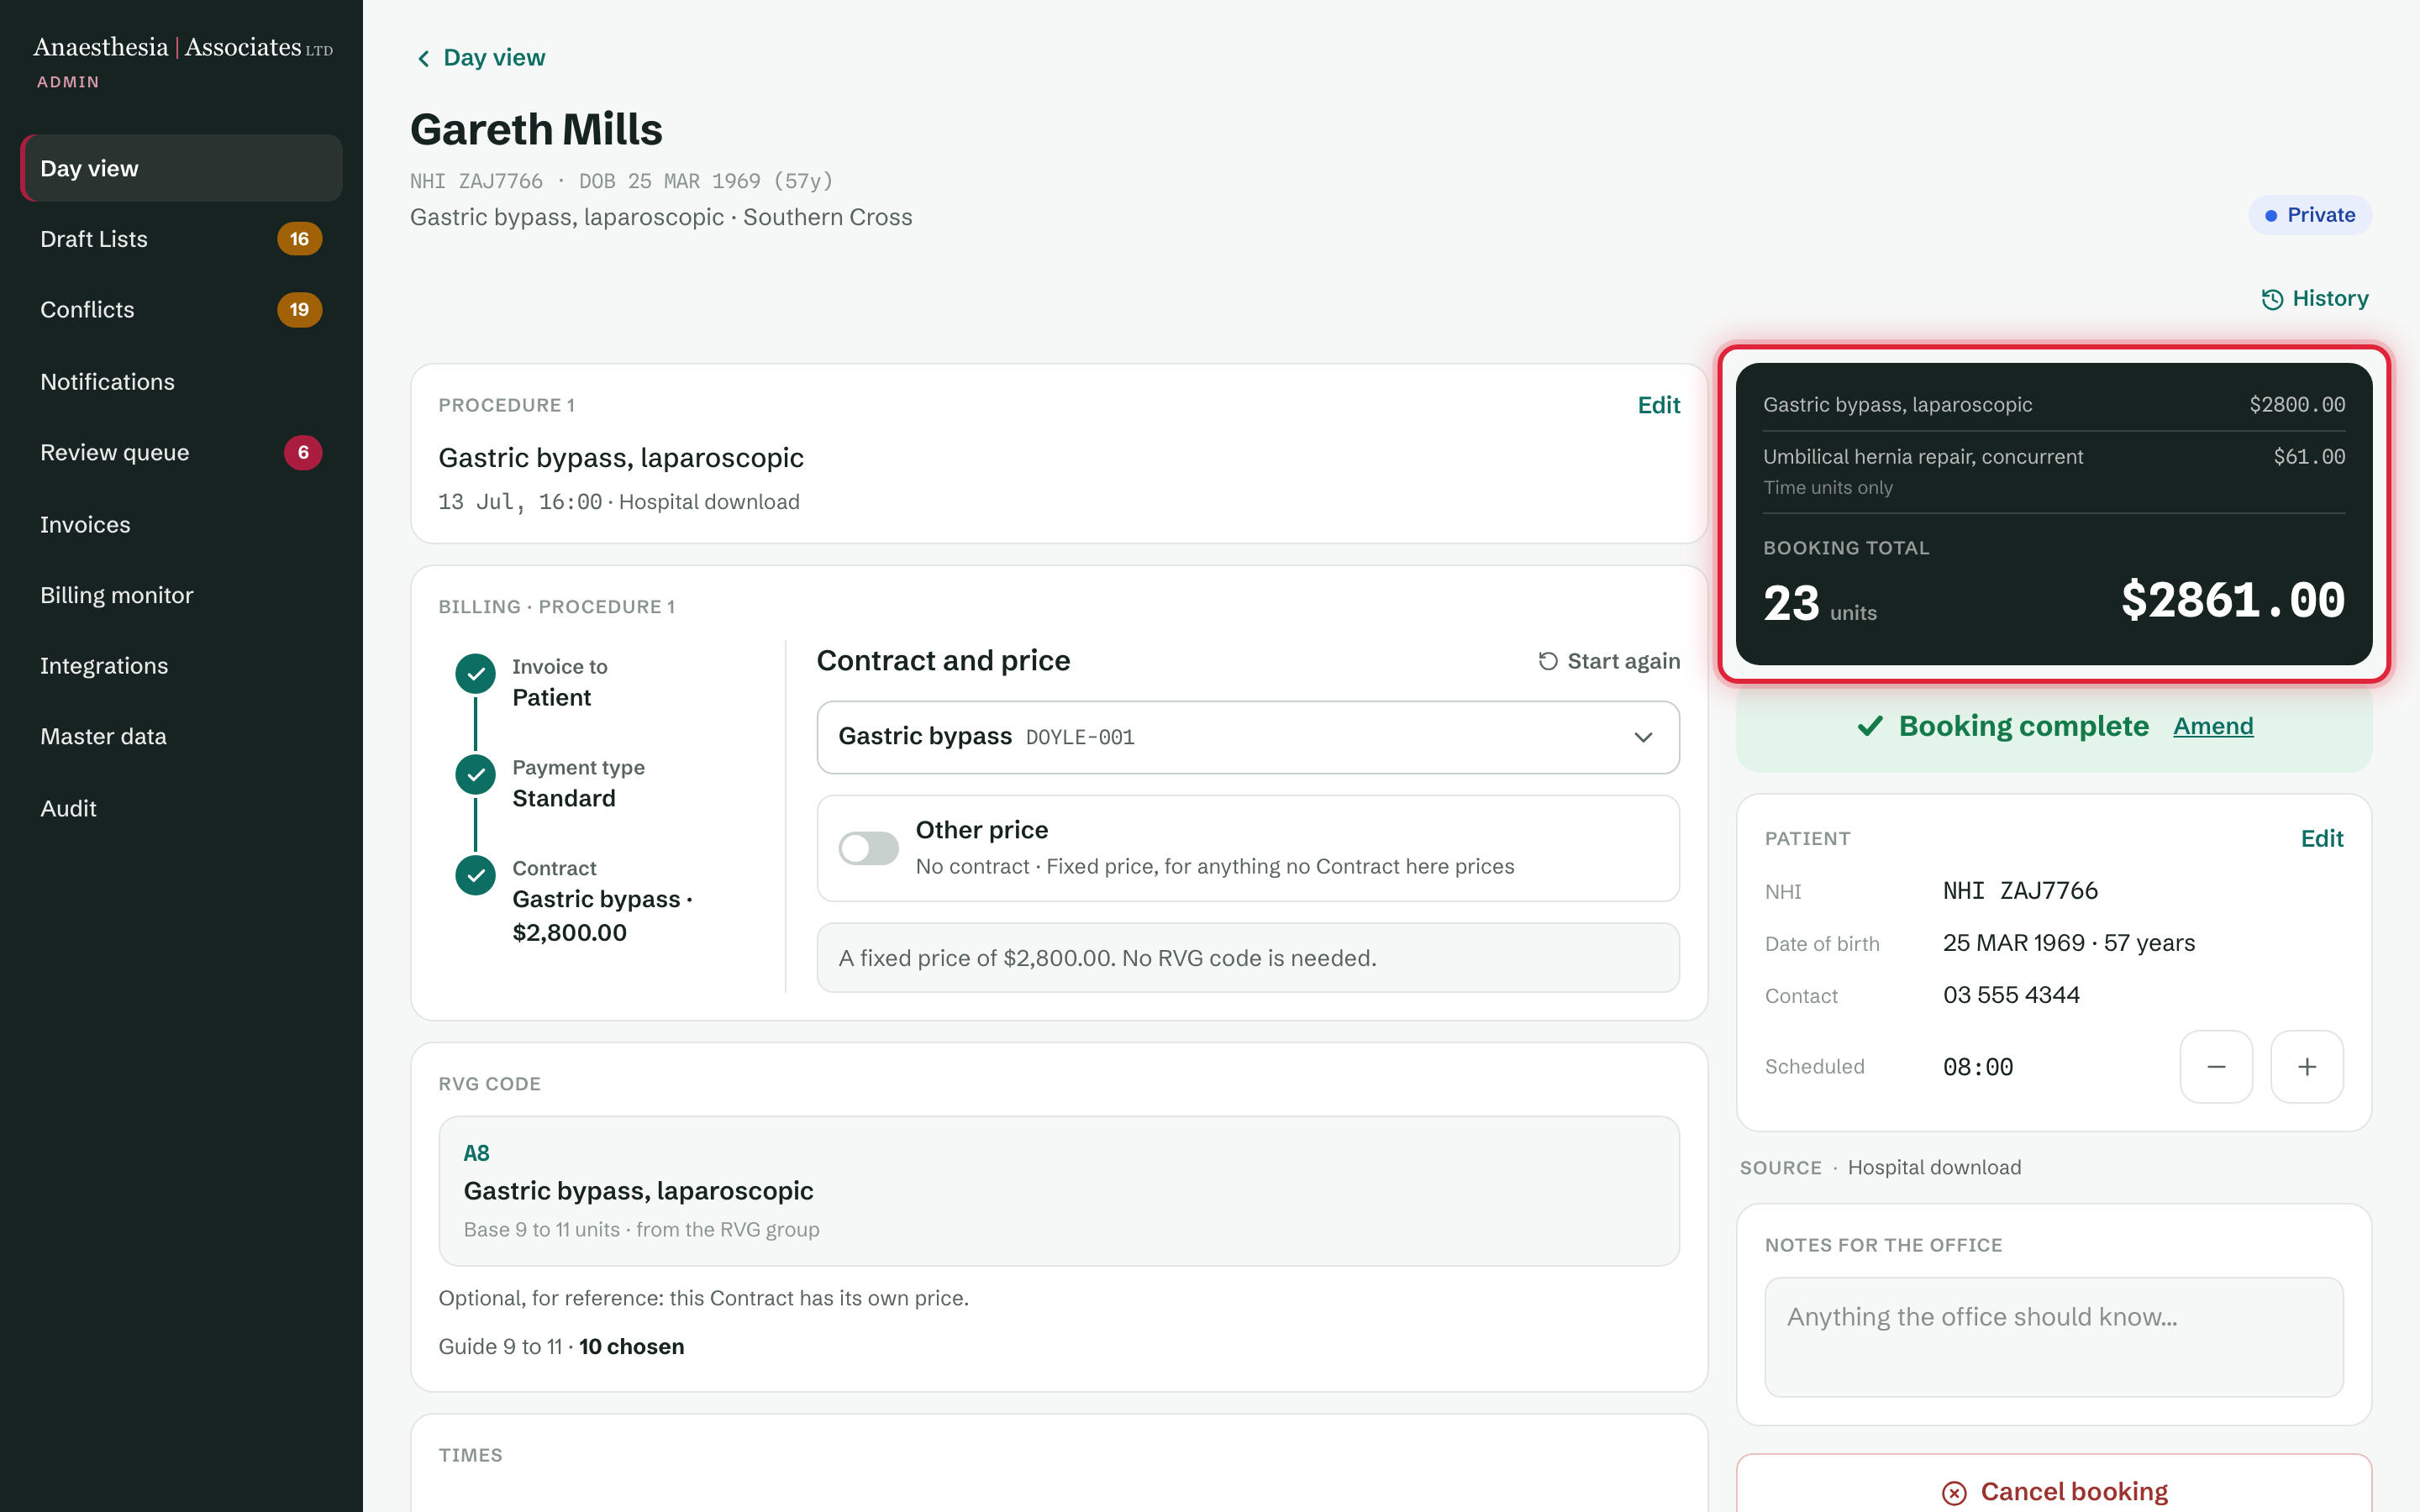 Anaesthesia | Associates LTD
ADMIN
Day view
Draft Lists 16
Conflicts 19
Notifications
Review queue 6
Invoices
Billing monitor
Integrations
Master data
Audit
Day view
Gareth Mills
NHI ZAJ7766 · DOB 25 MAR 1969 (57y)
Gastric bypass, laparoscopic · Southern Cross
Private
History
PROCEDURE 1
Edit
Gastric bypass, laparoscopic
13 Jul, 16:00 · Hospital download
BILLING · PROCEDURE 1
Invoice to
Patient
Payment type
Standard
Contract
Gastric bypass ·
$2,800.00
Contract and price
Start again
Gastric bypass DOYLE-001
Other price
No contract · Fixed price, for anything no Contract here prices
A fixed price of $2,800.00. No RVG code is needed.
RVG CODE
A8
Gastric bypass, laparoscopic
Base 9 to 11 units · from the RVG group
Optional, for reference: this Contract has its own price.
Guide 9 to 11 · 10 chosen
TIMES
Gastric bypass, laparoscopic $2800.00
Umbilical hernia repair, concurrent $61.00
Time units only
BOOKING TOTAL
23 units $2861.00
Booking complete Amend
PATIENT Edit
NHI NHI ZAJ7766
Date of birth 25 MAR 1969 · 57 years
Contact 03 555 4344
Scheduled 08:00 − +
SOURCE · Hospital download
NOTES FOR THE OFFICE
Anything the office should know...
Cancel booking